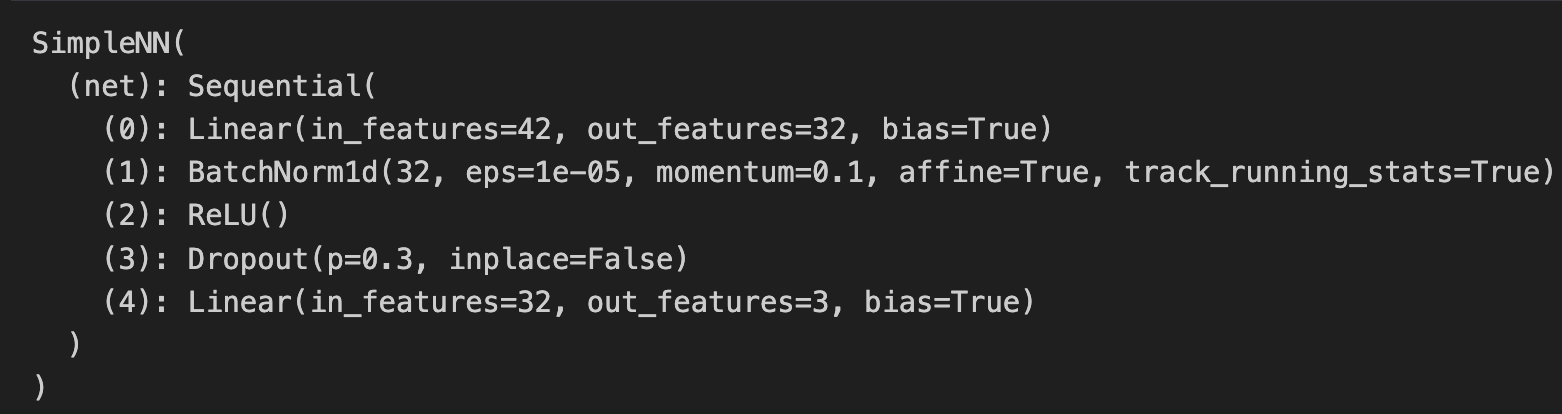 SimpleNN(
  (net): Sequential(
    (0): Linear(in_features=42, out_features=32, bias=True)
    (1): BatchNorm1d(32, eps=1e-05, momentum=0.1, affine=True, track_running_stats=True)
    (2): ReLU()
    (3): Dropout(p=0.3, inplace=False)
    (4): Linear(in_features=32, out_features=3, bias=True)
  )
)